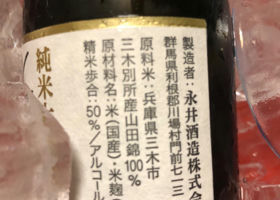 製造者：永井酒造株式会
群馬県利根郡川場村門前七一三
原料米：兵庫県三木市
三木別所産山田錦100%
原材料名：米（国産）・米麹（
精米歩合：50%／アルコール
純米大